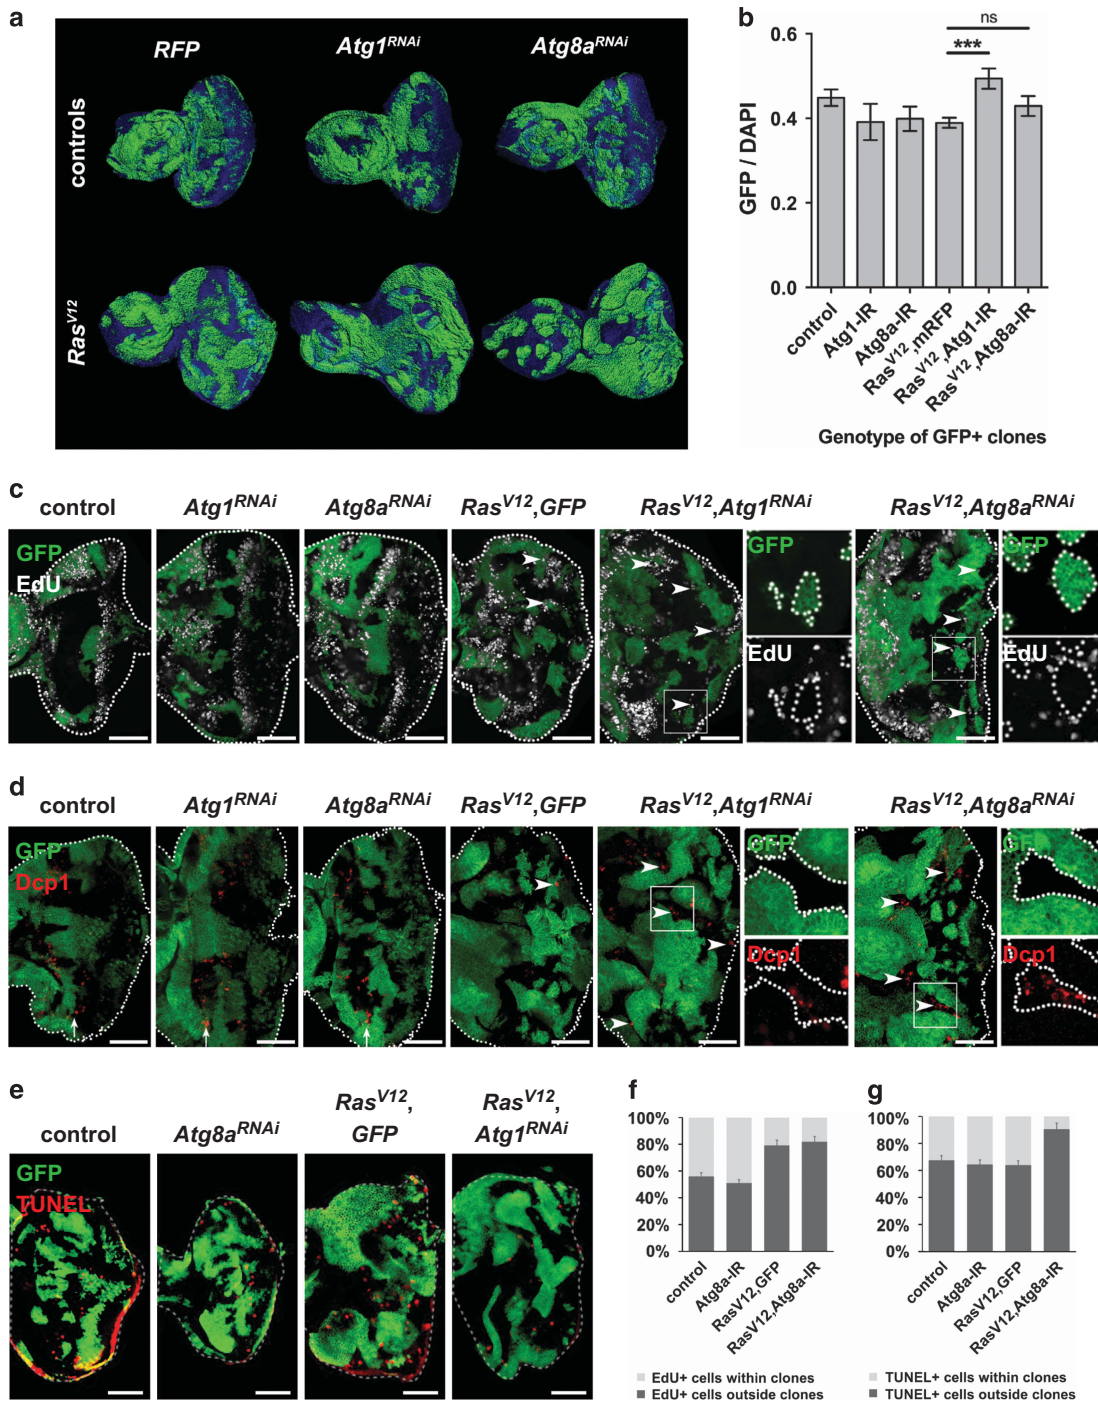 a
RFP Atg1RNAi Atg8aRNAi
controls
RasV12
b
ns
***
0.6
0.4
0.2
0.0
GFP / DAPI
control
Atg1-IR
Atg8a-IR
RasV12,mRFP
RasV12,Atg1-IR
RasV12,Atg8a-IR
Genotype of GFP+ clones
c
control Atg1RNAi Atg8aRNAi RasV12,GFP RasV12,Atg1RNAi RasV12,Atg8aRNAi
GFP GFP GFP
EdU EdU EdU
d
control Atg1RNAi Atg8aRNAi RasV12,GFP RasV12,Atg1RNAi RasV12,Atg8aRNAi
GFP GFP GFP
Dcp1 Dcp1 Dcp1
e
control Atg8aRNAi RasV12, GFP RasV12, Atg1RNAi
GFP
TUNEL
f
100%
80%
60%
40%
20%
0%
control
Atg8a-IR
RasV12,GFP
RasV12,Atg8a-IR
EdU+ cells within clones
EdU+ cells outside clones
g
100%
80%
60%
40%
20%
0%
control
Atg8a-IR
RasV12,GFP
RasV12,Atg8a-IR
TUNEL+ cells within clones
TUNEL+ cells outside clones